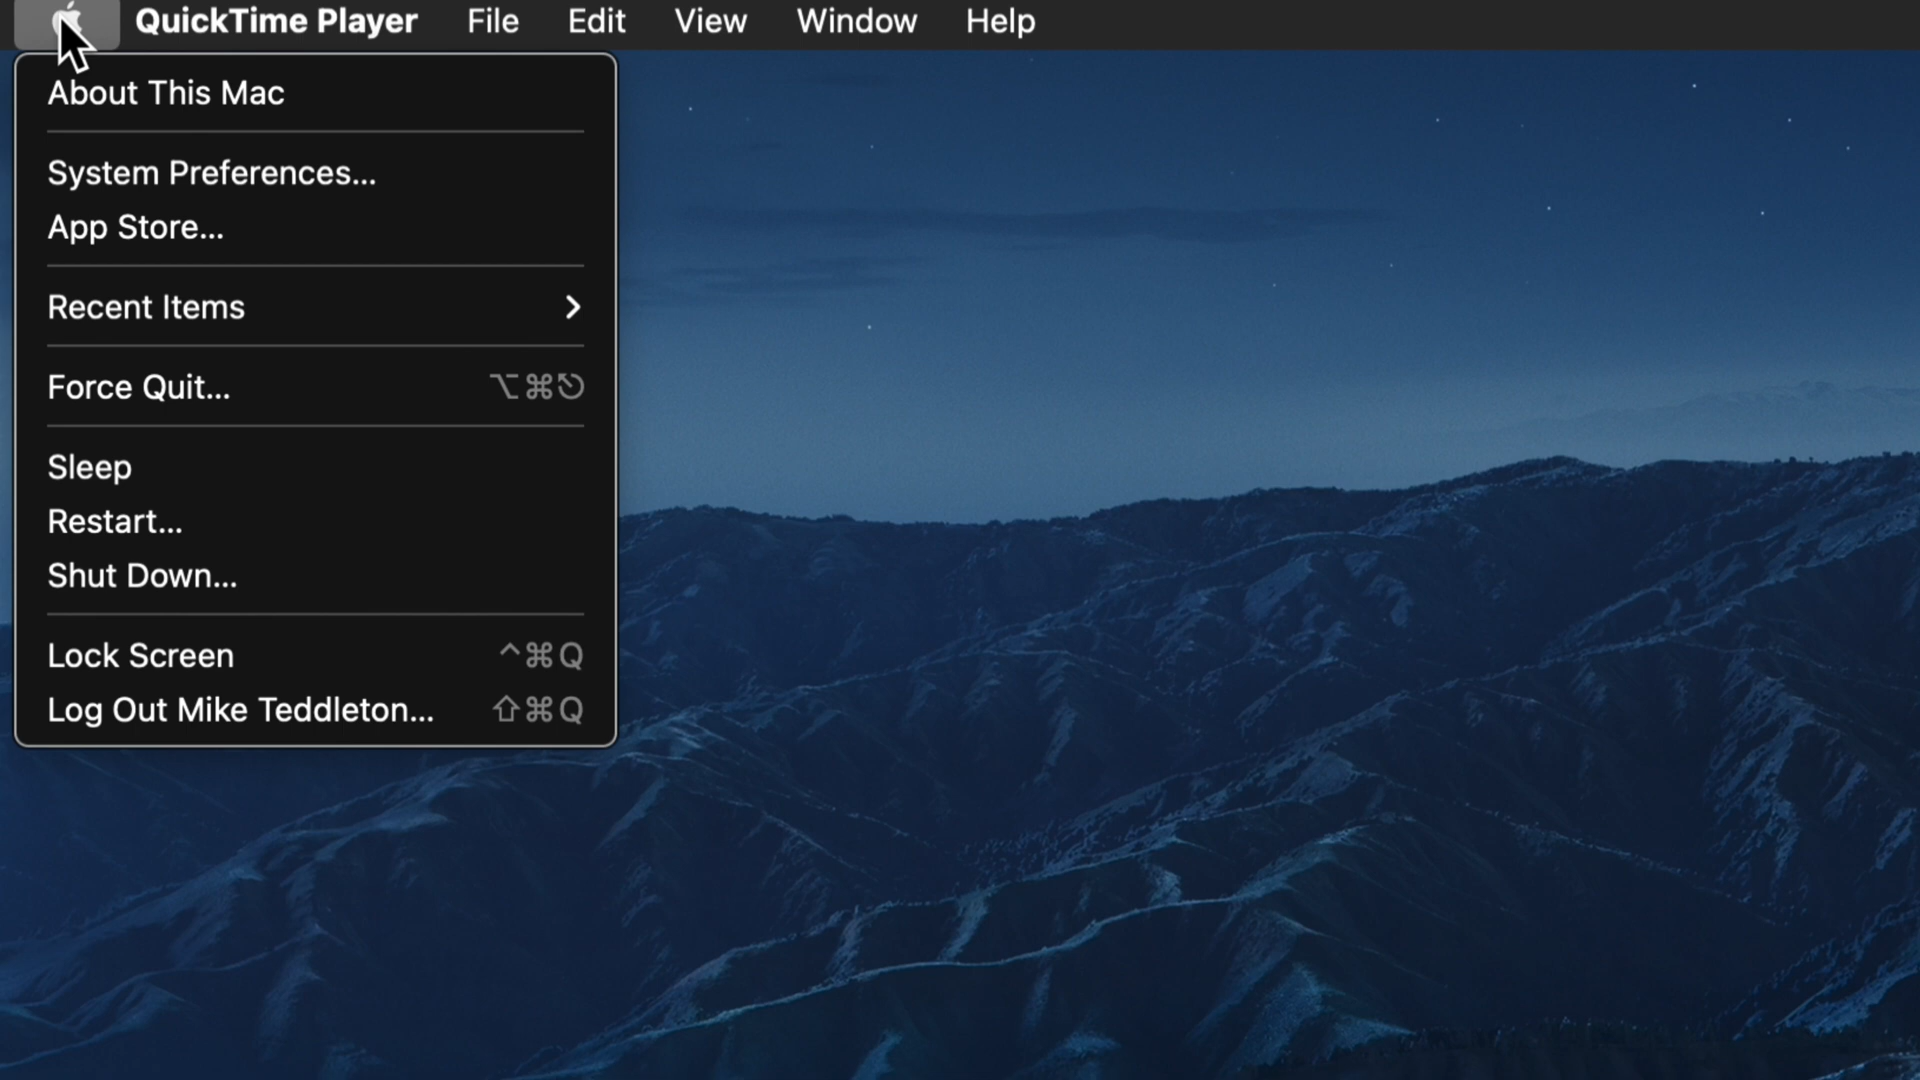 QuickTime Player File Edit View Window Help
About This Mac
System Preferences...
App Store...
Recent Items
Force Quit... ⌥⌘⎋
Sleep
Restart...
Shut Down...
Lock Screen ^⌘Q
Log Out Mike Teddleton... ⇧⌘Q